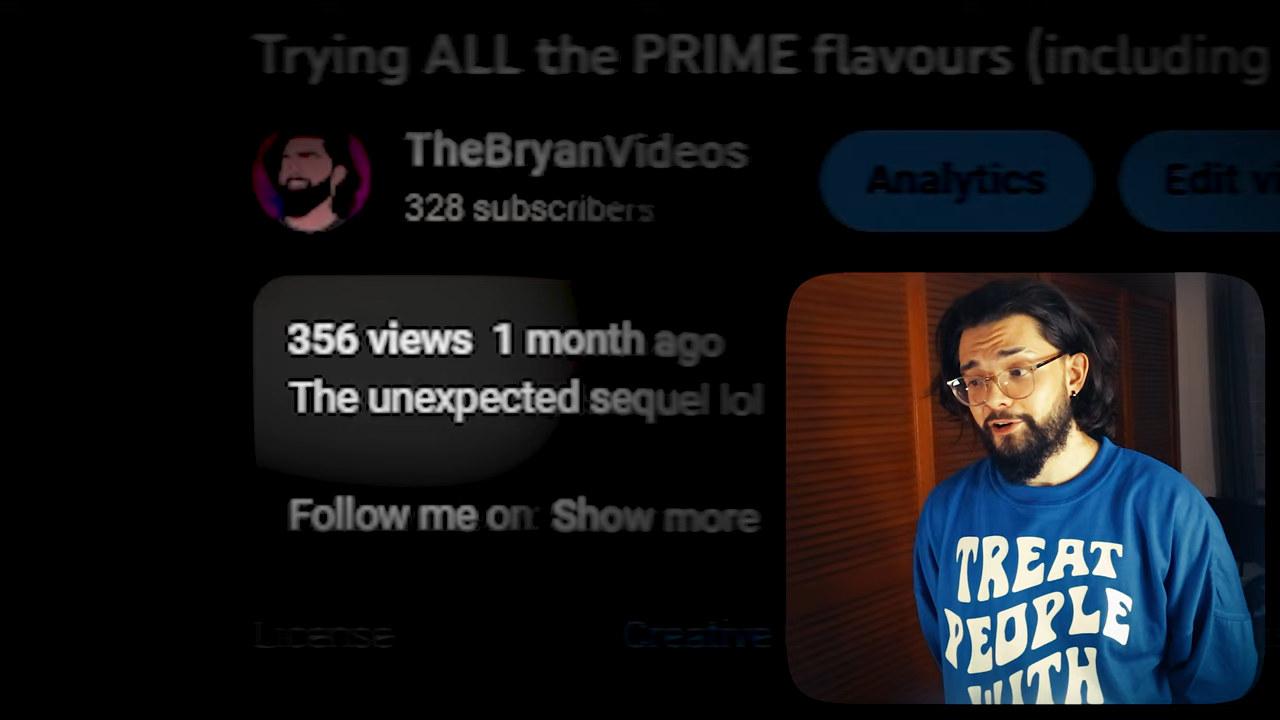 Trying ALL the PRIME flavours (including
TheBryanVideos
328 subscribers
Analytics
Edit
356 views 1 month ago
The unexpected sequel lol
Follow me on: Show more
License
Creative
TREAT
PEOPLE
WITH